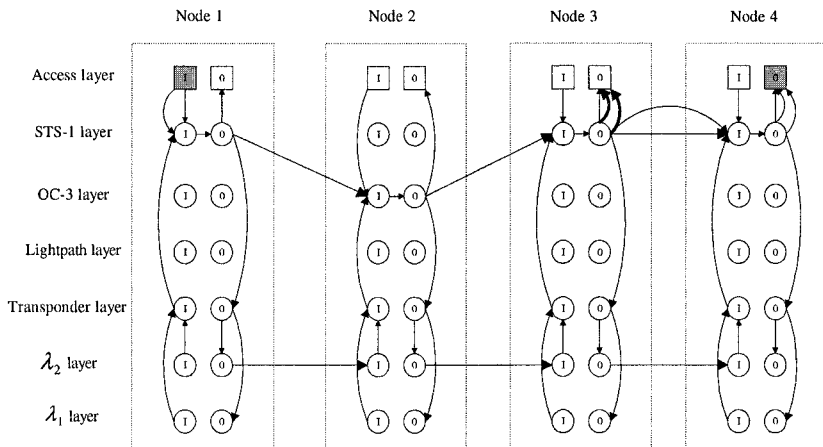 Node 1 Node 2 Node 3 Node 4
Access layer I O I O I O I O
STS-1 layer I O I O I O I O
OC-3 layer I O I O I O I O
Lightpath layer I O I O I O I O
Transponder layer I O I O I O I O
λ₂ layer I O I O I O I O
λ₁ layer I O I O I O I O